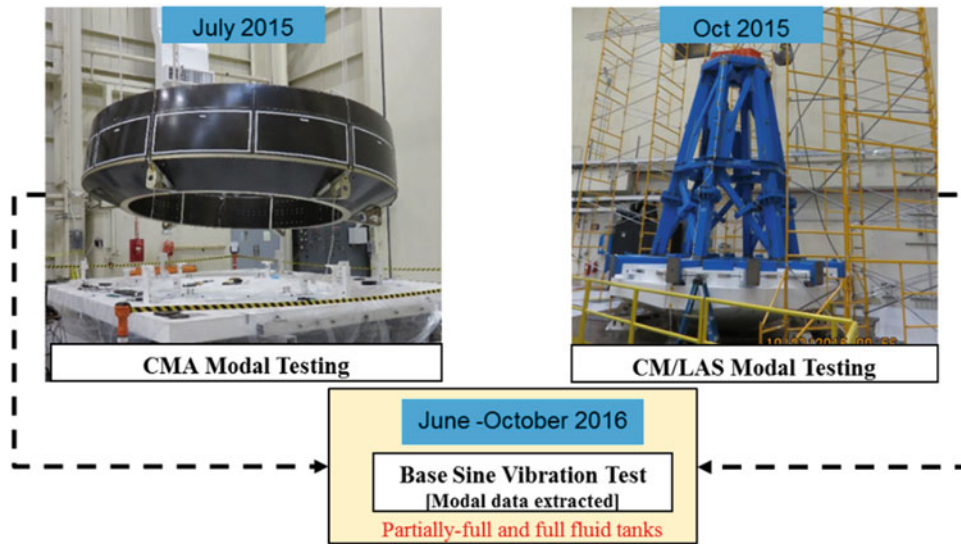 July 2015
Oct 2015
CMA Modal Testing
CM/LAS Modal Testing
June -October 2016
Base Sine Vibration Test
[Modal data extracted]
Partially-full and full fluid tanks